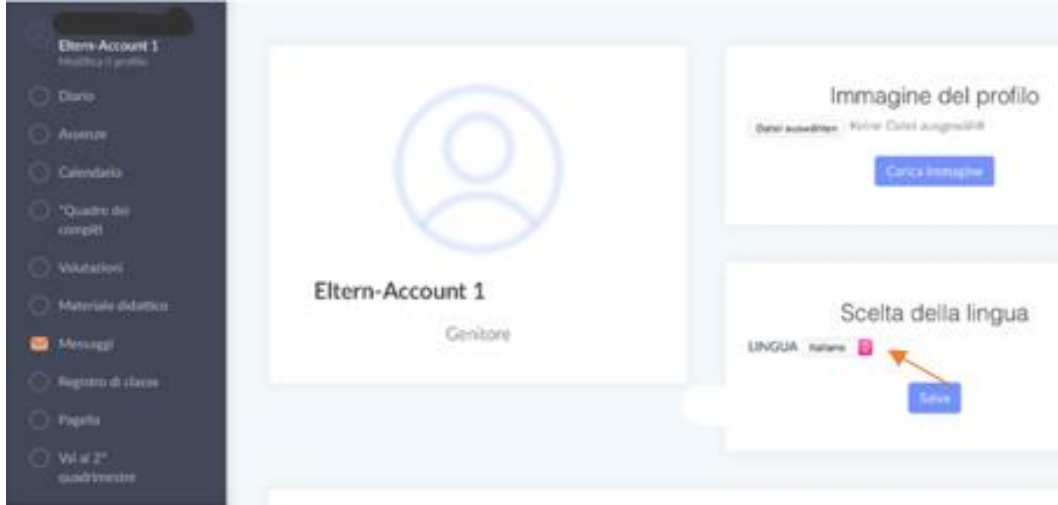 Eltern-Account 1
Modifica il profilo
Diario
Assenze
Calendario
*Quadro dei
compiti
Valutazioni
Materiale didattico
Messaggi
Registro di classe
Pagella
Val al 2°
quadrimestre
Eltern-Account 1
Genitore
Immagine del profilo
Datei auswählen Keine Datei ausgewählt
Carica immagine
Scelta della lingua
LINGUA Italiano
Salva